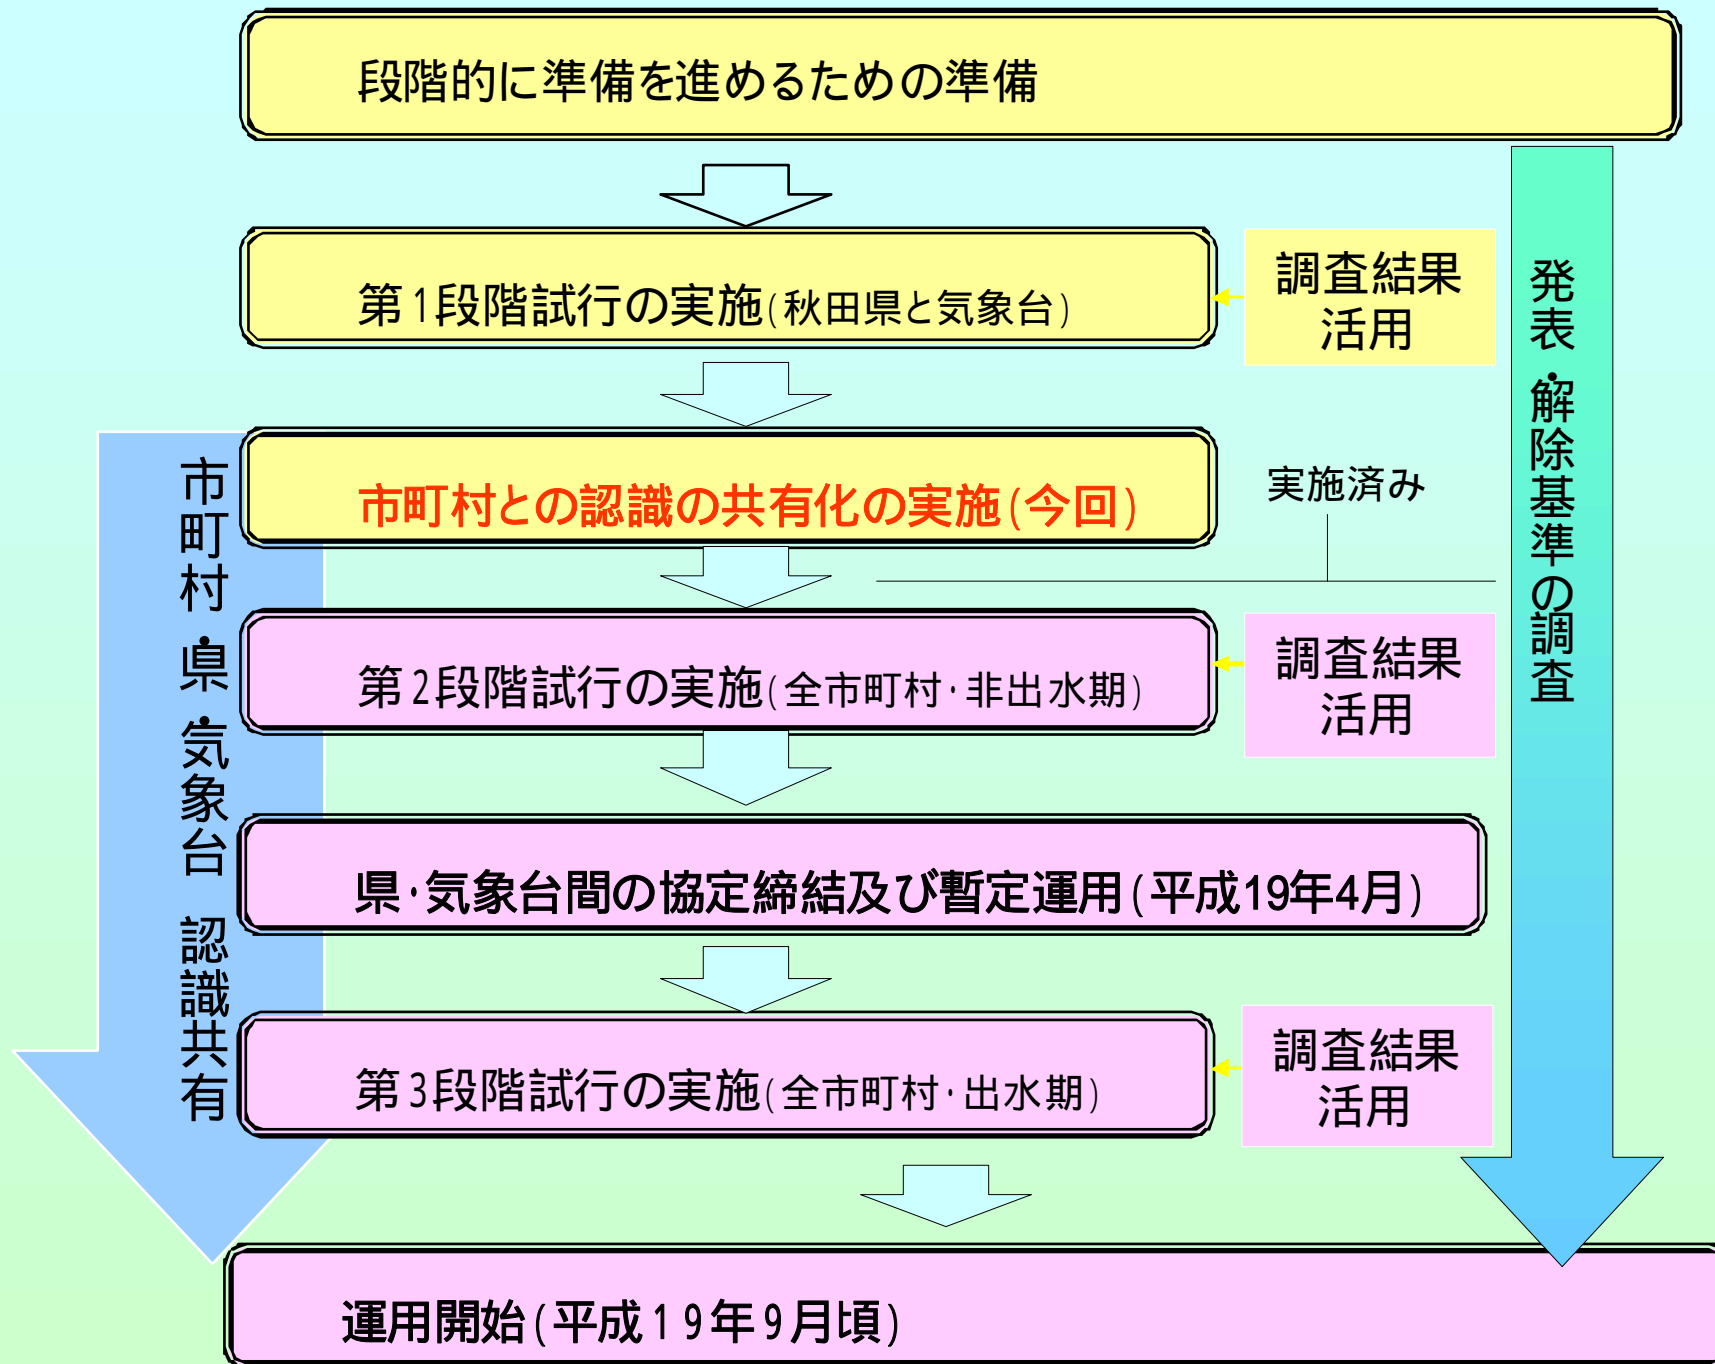 段階的に準備を進めるための準備
第1段階試行の実施(秋田県と気象台)
調査結果
活用
市町村との認識の共有化の実施(今回)
実施済み
第2段階試行の実施(全市町村・非出水期)
調査結果
活用
県・気象台間の協定締結及び暫定運用(平成19年4月)
第3段階試行の実施(全市町村・出水期)
調査結果
活用
運用開始(平成19年9月頃)
市町村・県・気象台 認識共有
発表・解除基準の調査